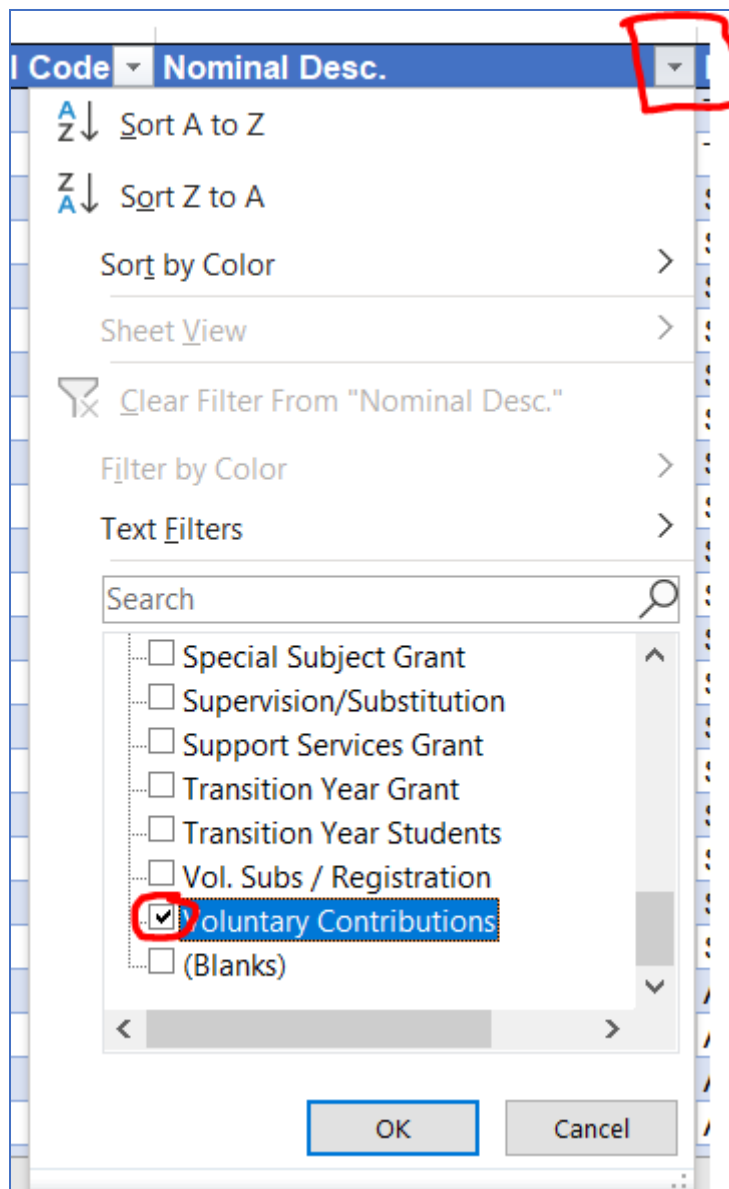 l Code Nominal Desc.
Sort A to Z
Sort Z to A
Sort by Color
Sheet View
Clear Filter From "Nominal Desc."
Filter by Color
Text Filters
Search
Special Subject Grant
Supervision/Substitution
Support Services Grant
Transition Year Grant
Transition Year Students
Vol. Subs / Registration
Voluntary Contributions
(Blanks)
OK Cancel